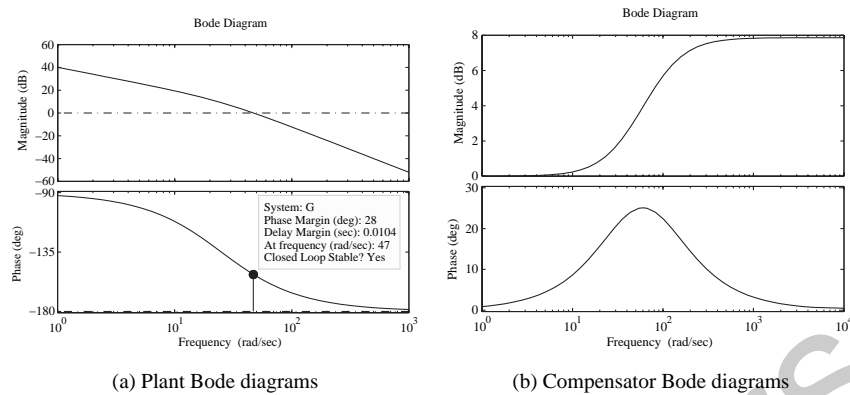 Bode Diagram
60
40
20
0
−20
−40
−60
Magnitude (dB)
−90
−135
−180
Phase (deg)
System: G
Phase Margin (deg): 28
Delay Margin (sec): 0.0104
At frequency (rad/sec): 47
Closed Loop Stable? Yes
10^0
10^1
10^2
10^3
Frequency (rad/sec)
(a) Plant Bode diagrams
Bode Diagram
8
6
4
2
0
Magnitude (dB)
30
20
10
0
Phase (deg)
10^0
10^1
10^2
10^3
10^4
Frequency (rad/sec)
(b) Compensator Bode diagrams